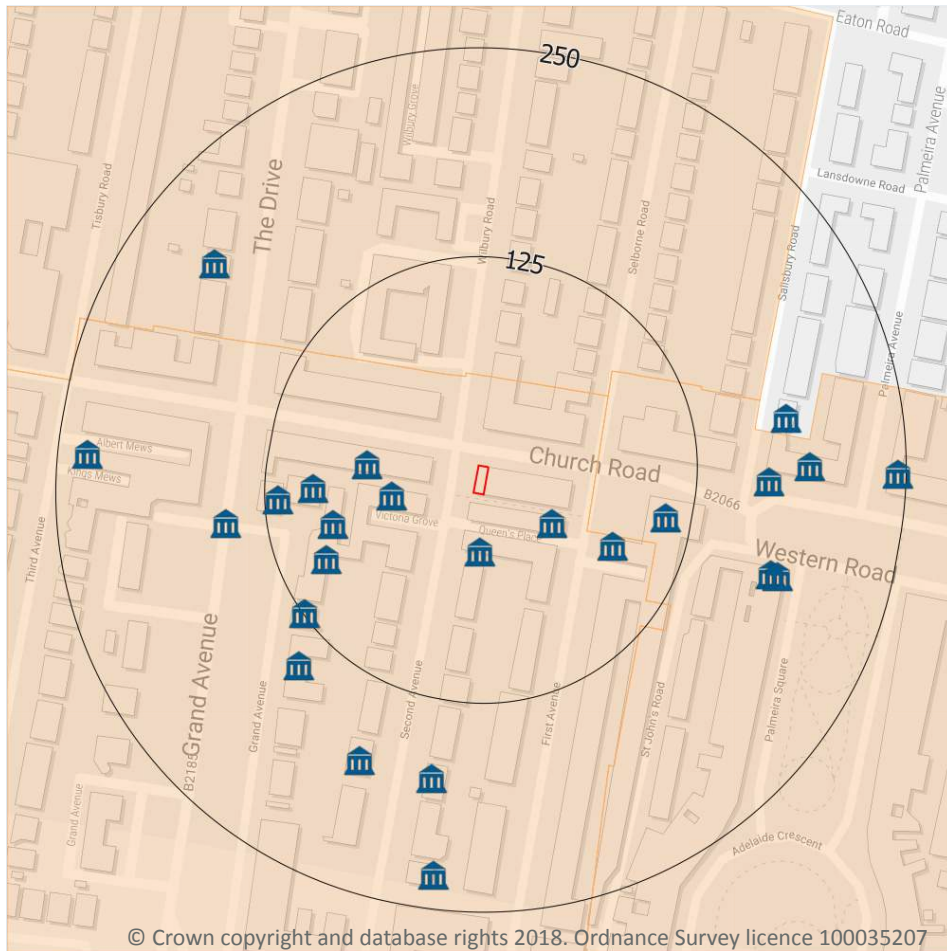 250
Eaton Road
Palmeira Avenue
Wilbury Grove
Tisbury Road
The Drive
Lansdowne Road
Wilbury Road
Selborne Road
Salisbury Road
125
Palmeira Avenue
Albert Mews
Kings Mews
Church Road
B2066
Victoria Grove
Queen's Place
Western Road
Third Avenue
Grand Avenue
B2185
Grand Avenue
Second Avenue
First Avenue
St John's Road
Palmeira Square
Grand Avenue
Adelaide Crescent
© Crown copyright and database rights 2018. Ordnance Survey licence 100035207